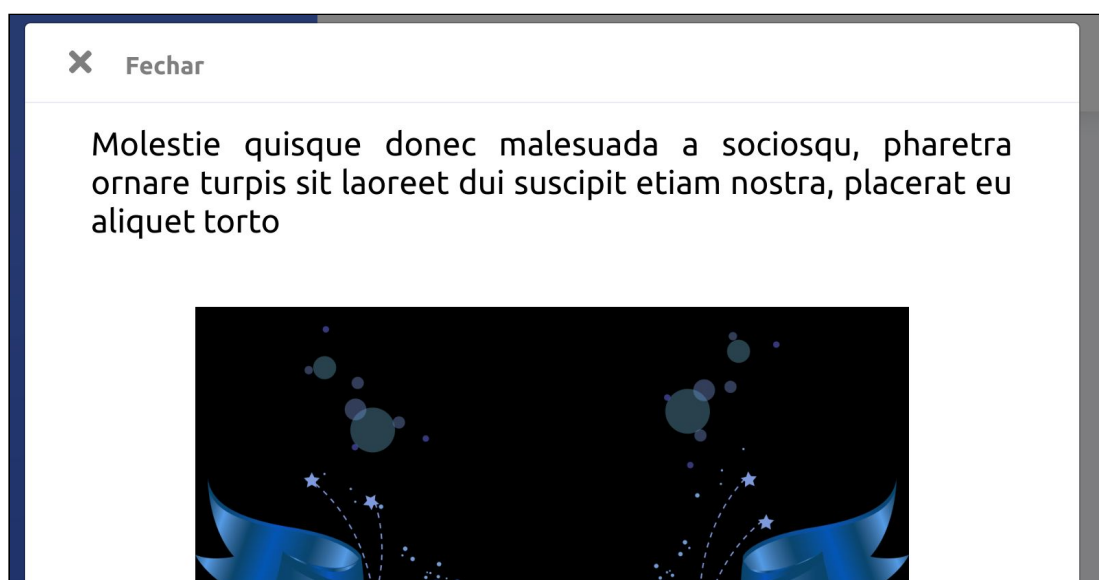 Fechar
Molestie quisque donec malesuada a sociosqu, pharetra
ornare turpis sit laoreet dui suscipit etiam nostra, placerat eu
aliquet torto